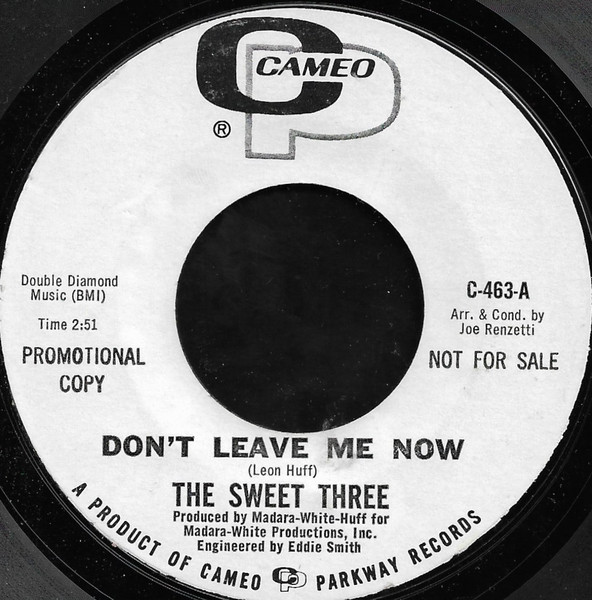 CAMEO
CP
®
Double Diamond
Music (BMI)
Time 2:51
PROMOTIONAL
COPY
C-463-A
Arr. & Cond. by
Joe Renzetti
NOT FOR SALE
DON'T LEAVE ME NOW
(Leon Huff)
THE SWEET THREE
Produced by Madara-White-Huff for
Madara-White Productions, Inc.
Engineered by Eddie Smith
A PRODUCT OF CAMEO CP PARKWAY RECORDS